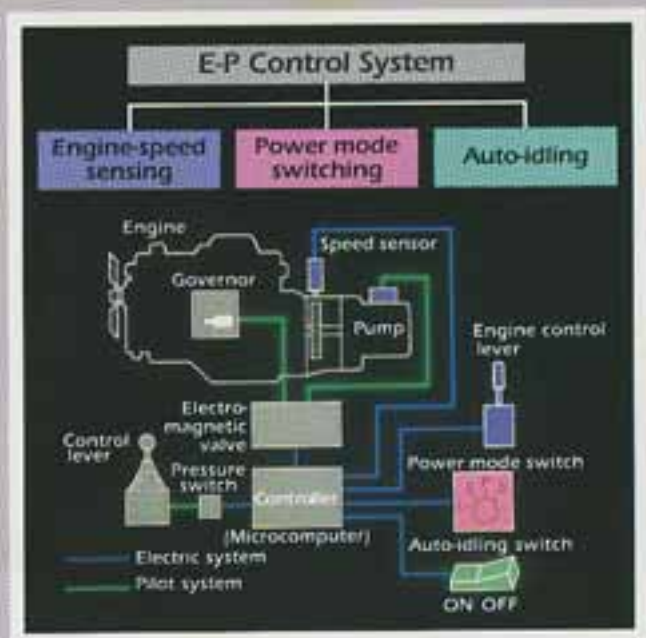 E-P Control System
Engine-speed
sensing
Power mode
switching
Auto-idling
Engine
Speed sensor
Governor
Pump
Engine control
lever
Electro-
magnetic
valve
Control
lever
Pressure
switch
Controller
(Microcomputer)
Power mode switch
Auto-idling switch
Electric system
Pilot system
ON OFF